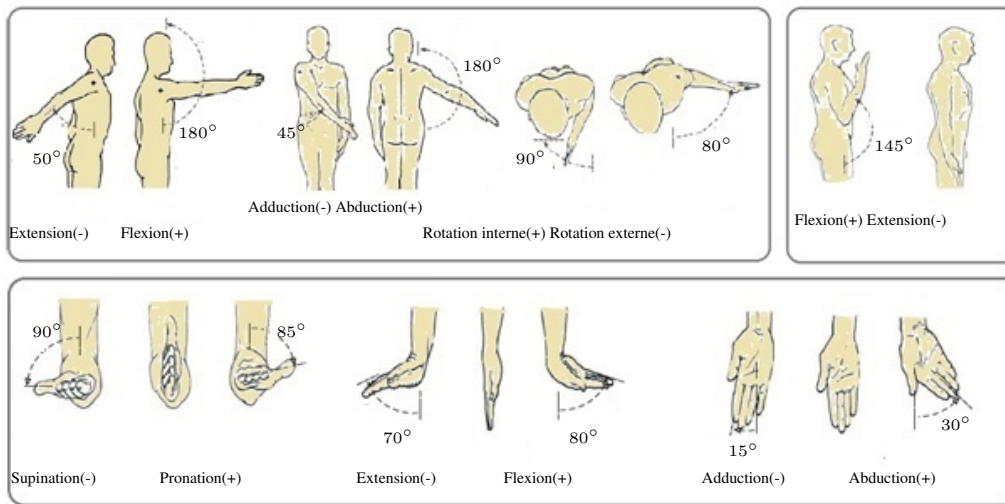 180°
45°
50°
180°
90°
80°
145°
Adduction(-) Abduction(+)
Extension(-) Flexion(+)
Rotation interne(+) Rotation externe(-)
Flexion(+) Extension(-)
90°
85°
70°
80°
15°
30°
Supination(-) Pronation(+)
Extension(-) Flexion(+)
Adduction(-) Abduction(+)